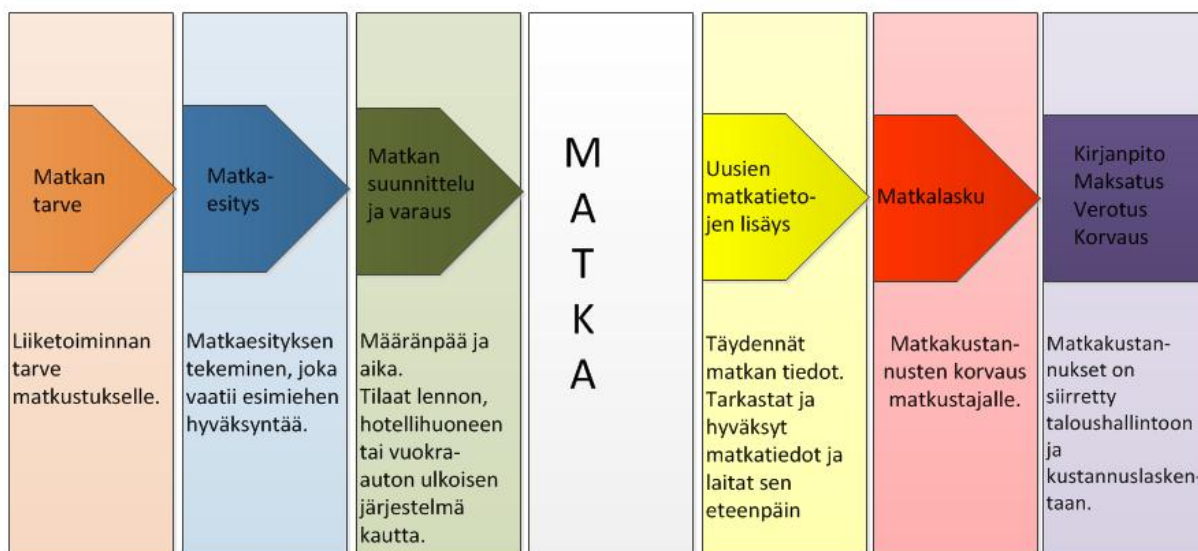 Matkan
tarve
Liiketoiminnan
tarve
matkustukselle.
Matka-
esitys
Matkaesityksen
tekeminen, joka
vaatii esimiehen
hyväksyntää.
Matkan
suunnittelu
ja varaus
Määränpää ja
aika.
Tilaat lennon,
hotellihuoneen
tai vuokra-
auton ulkoisen
järjestelmä
kautta.
M
A
T
K
A
Uusien
matkatieto-
jen lisäys
Täydennät
matkan tiedot.
Tarkastat ja
hyväksyt
matkatiedot ja
laitat sen
eteenpäin
Matkalasku
Matkakustan-
nusten korvaus
matkustajalle.
Kirjanpito
Maksatus
Verotus
Korvaus
Matkakustan-
nukset on
siirretty
taloushallintoon
ja
kustannuslasken-
taan.